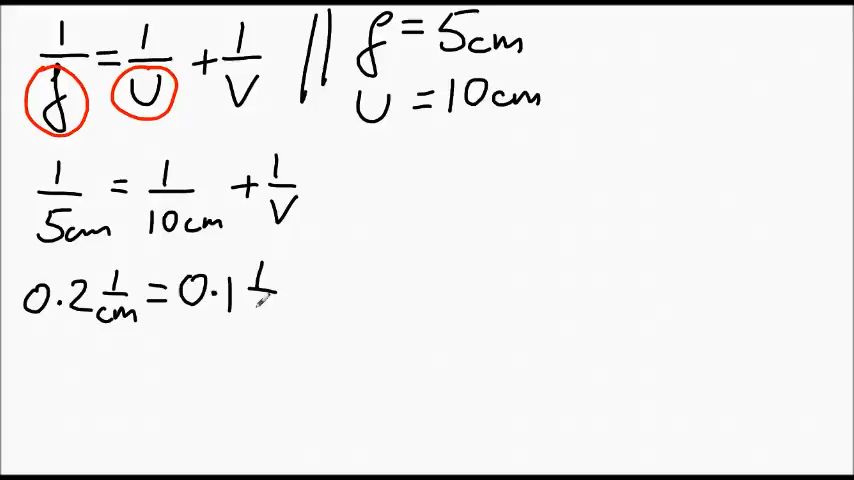 1/f = 1/U + 1/V || f = 5cm
U = 10cm
1/5cm = 1/10cm + 1/V
0.2 1/cm = 0.1 1/